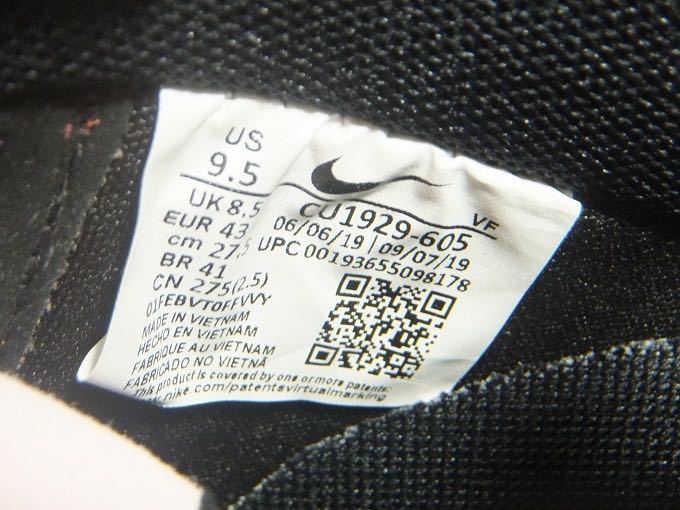 US
9.5
UK 8.5
EUR 43
cm 27.5
BR 41
CN 275(2.5)
CU1929-605
VF
06/06/19 | 09/07/19
UPC 00193655098178
MADE IN VIETNAM
HECHO EN VIETNAM
FABRIQUE AU VIETNAM
FABRICADO NO VIETNÃ
This product is covered by one or more patents:
nike.com/patentsvirtualmarking